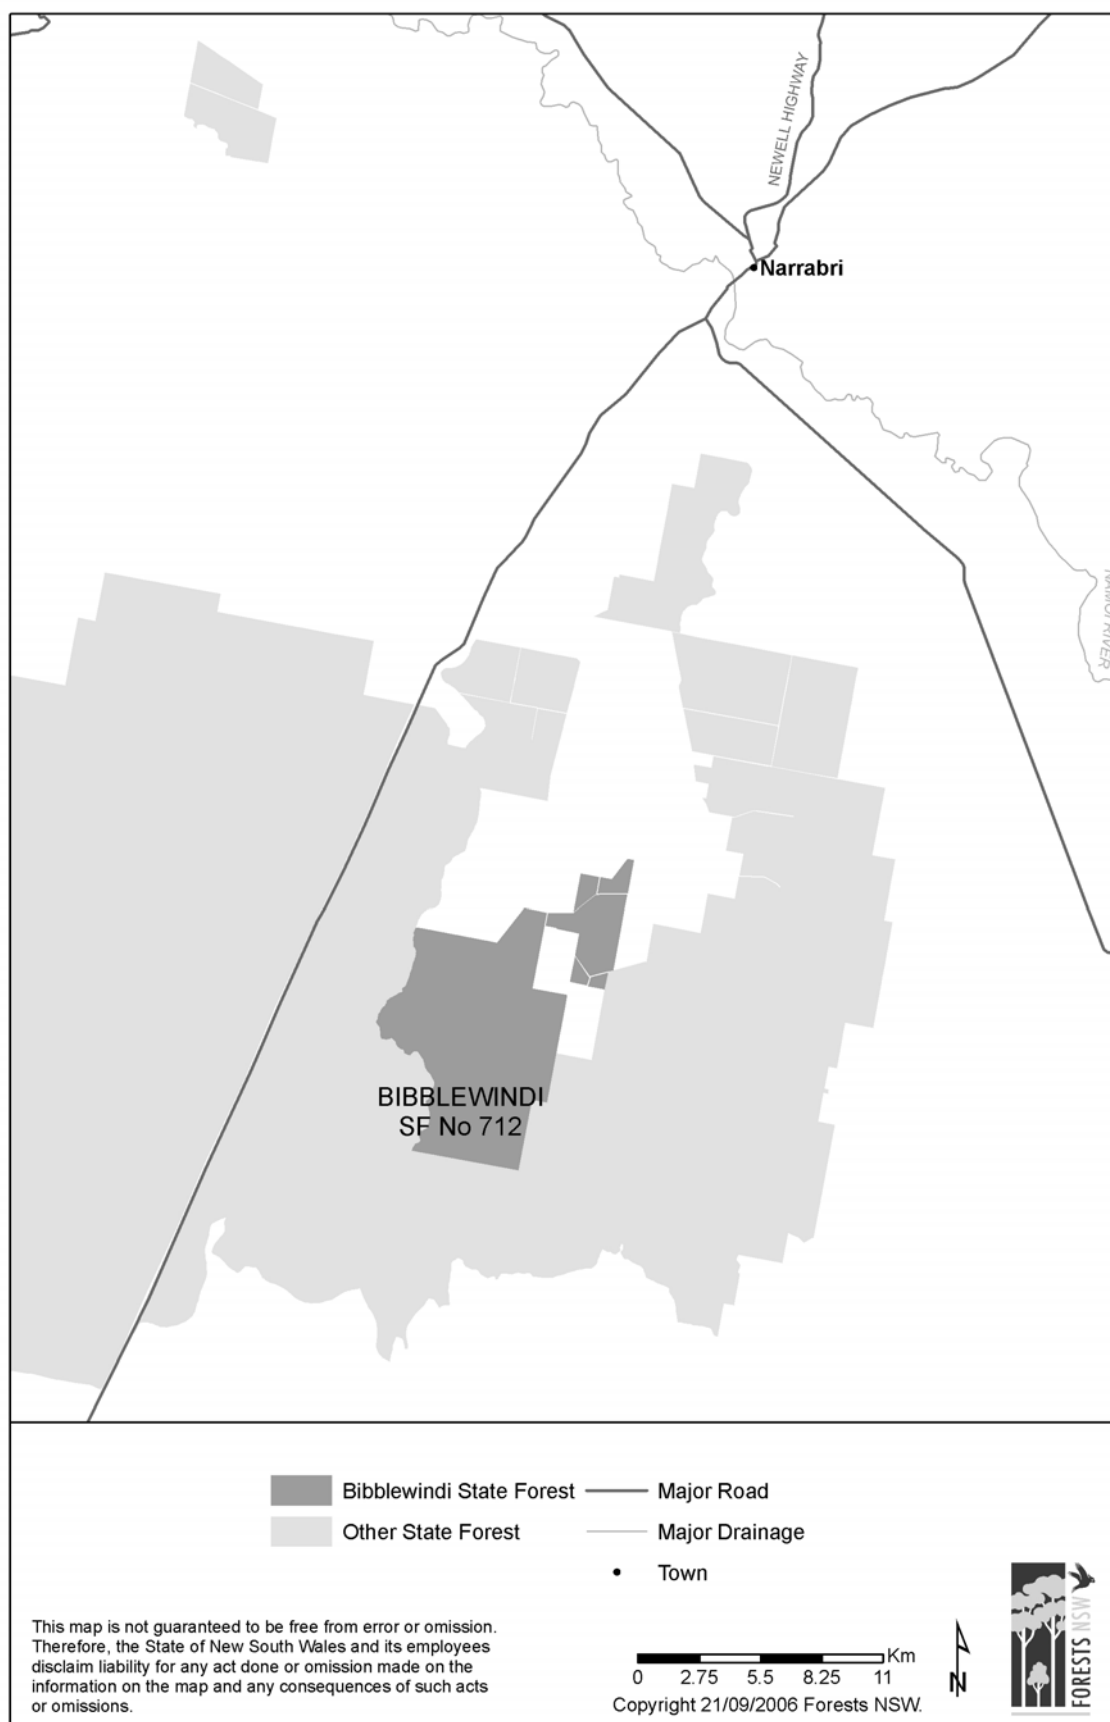 NEWELL HIGHWAY
Narrabri
NAMOI RIVER
BIBBLEWINDI
SF No 712
Bibblewindi State Forest
Major Road
Other State Forest
Major Drainage
Town
This map is not guaranteed to be free from error or omission.
Therefore, the State of New South Wales and its employees
disclaim liability for any act done or omission made on the
information on the map and any consequences of such acts
or omissions.
Km
0 2.75 5.5 8.25 11
Copyright 21/09/2006 Forests NSW.
N
FORESTS NSW